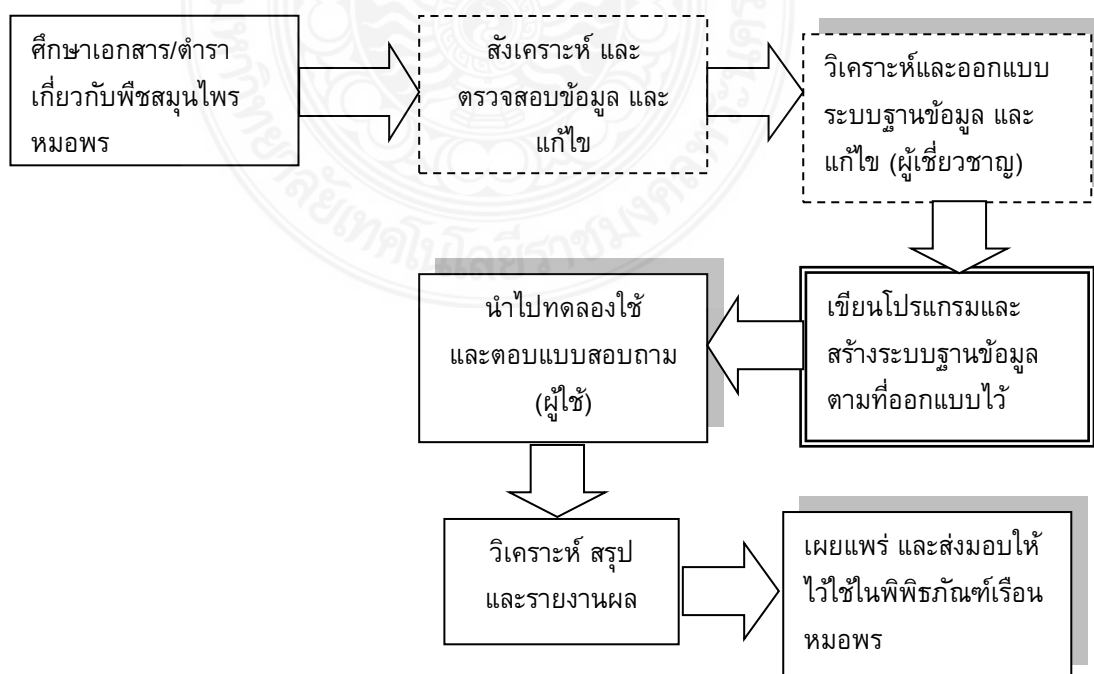 ศึกษาเอกสาร/ตำรา
เกี่ยวกับพืชสมุนไพร
หมอพร
สังเคราะห์ และ
ตรวจสอบข้อมูล และ
แก้ไข
วิเคราะห์และออกแบบ
ระบบฐานข้อมูล และ
แก้ไข (ผู้เชี่ยวชาญ)
เขียนโปรแกรมและ
สร้างระบบฐานข้อมูล
ตามที่ออกแบบไว้
นำไปทดลองใช้
และตอบแบบสอบถาม
(ผู้ใช้)
วิเคราะห์ สรุป
และรายงานผล
เผยแพร่ และส่งมอบให้
ไว้ใช้ในพิพิธภัณฑ์เรือน
หมอพร